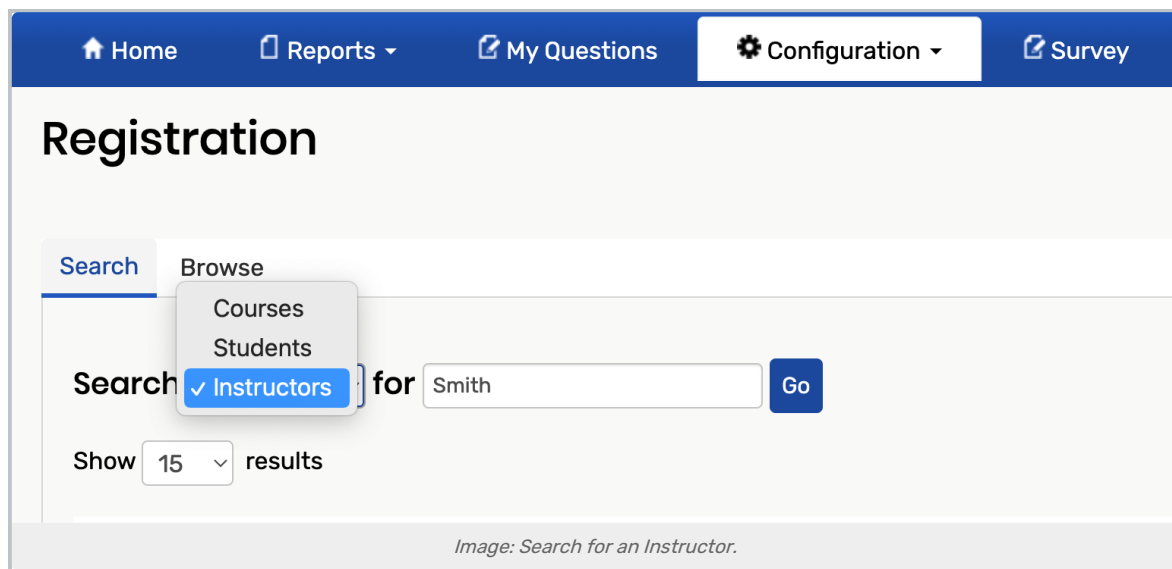 Home Reports My Questions Configuration Survey
Registration
Search Browse
Courses
Students
Search ✓ Instructors for Smith Go
Show 15 results
Image: Search for an Instructor.